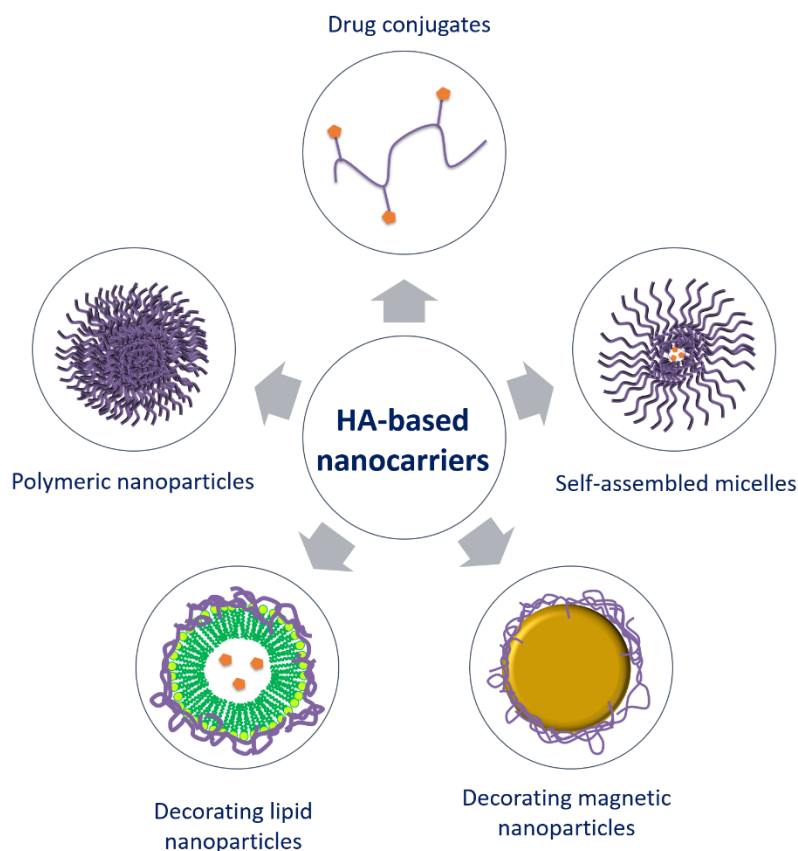 Drug conjugates
HA-based
nanocarriers
Polymeric nanoparticles
Self-assembled micelles
Decorating lipid
nanoparticles
Decorating magnetic
nanoparticles